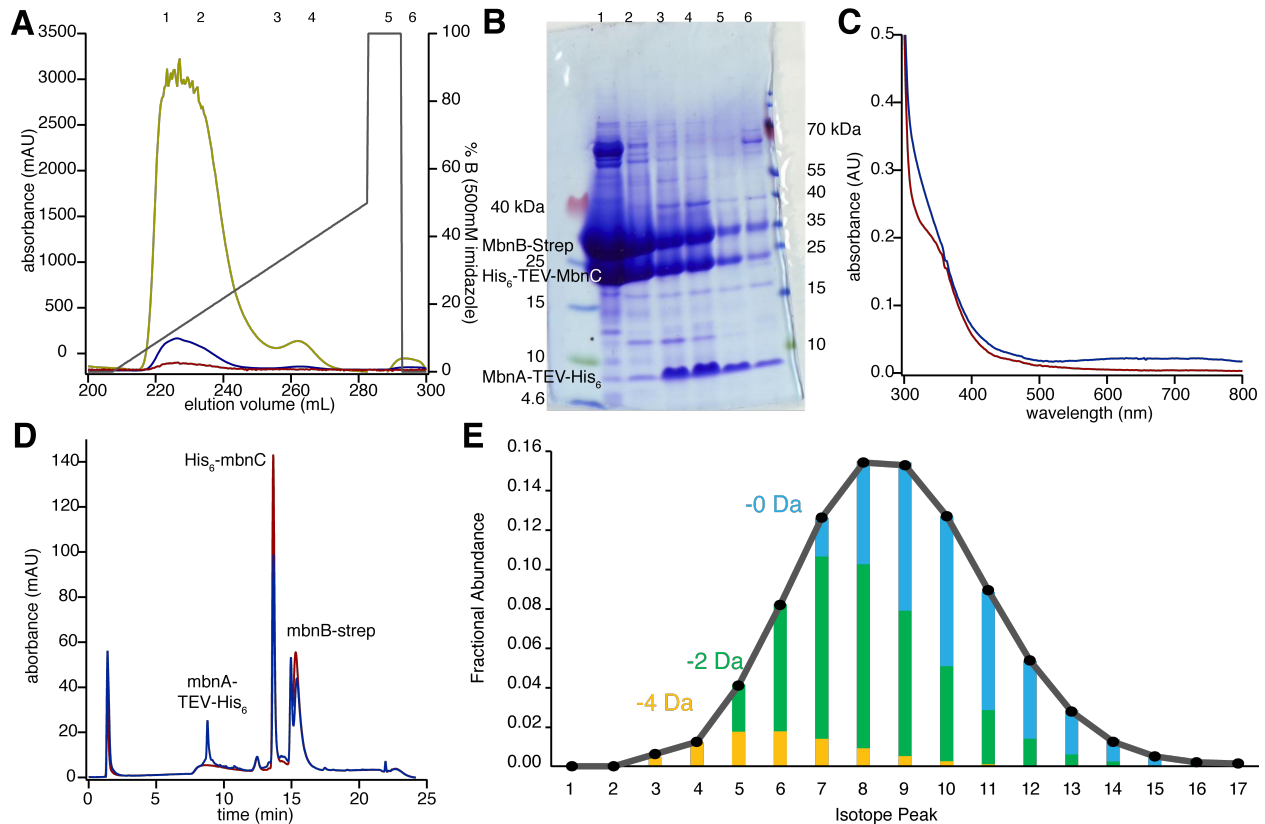 A
1 2 3 4 5 6
3500
3000
2500
2000
1500
1000
500
0
absorbance (mAU)
100
80
60
40
20
0
% B (500mM imidazole)
200 220 240 260 280 300
elution volume (mL)
B
1 2 3 4 5 6
40 kDa
MbnB-Strep
25
His6-TEV-MbnC
15
10
MbnA-TEV-His6
4.6
70 kDa
55
40
35
25
15
10
C
0.5
0.4
0.3
0.2
0.1
0.0
absorbance (AU)
300 400 500 600 700 800
wavelength (nm)
D
140
120
100
80
60
40
20
0
aborbance (mAU)
His6-mbnC
mbnB-strep
mbnA-
TEV-His6
0 5 10 15 20 25
time (min)
E
0.16
0.14
0.12
0.10
0.08
0.06
0.04
0.02
0.00
Fractional Abundance
-0 Da
-2 Da
-4 Da
1 2 3 4 5 6 7 8 9 10 11 12 13 14 15 16 17
Isotope Peak